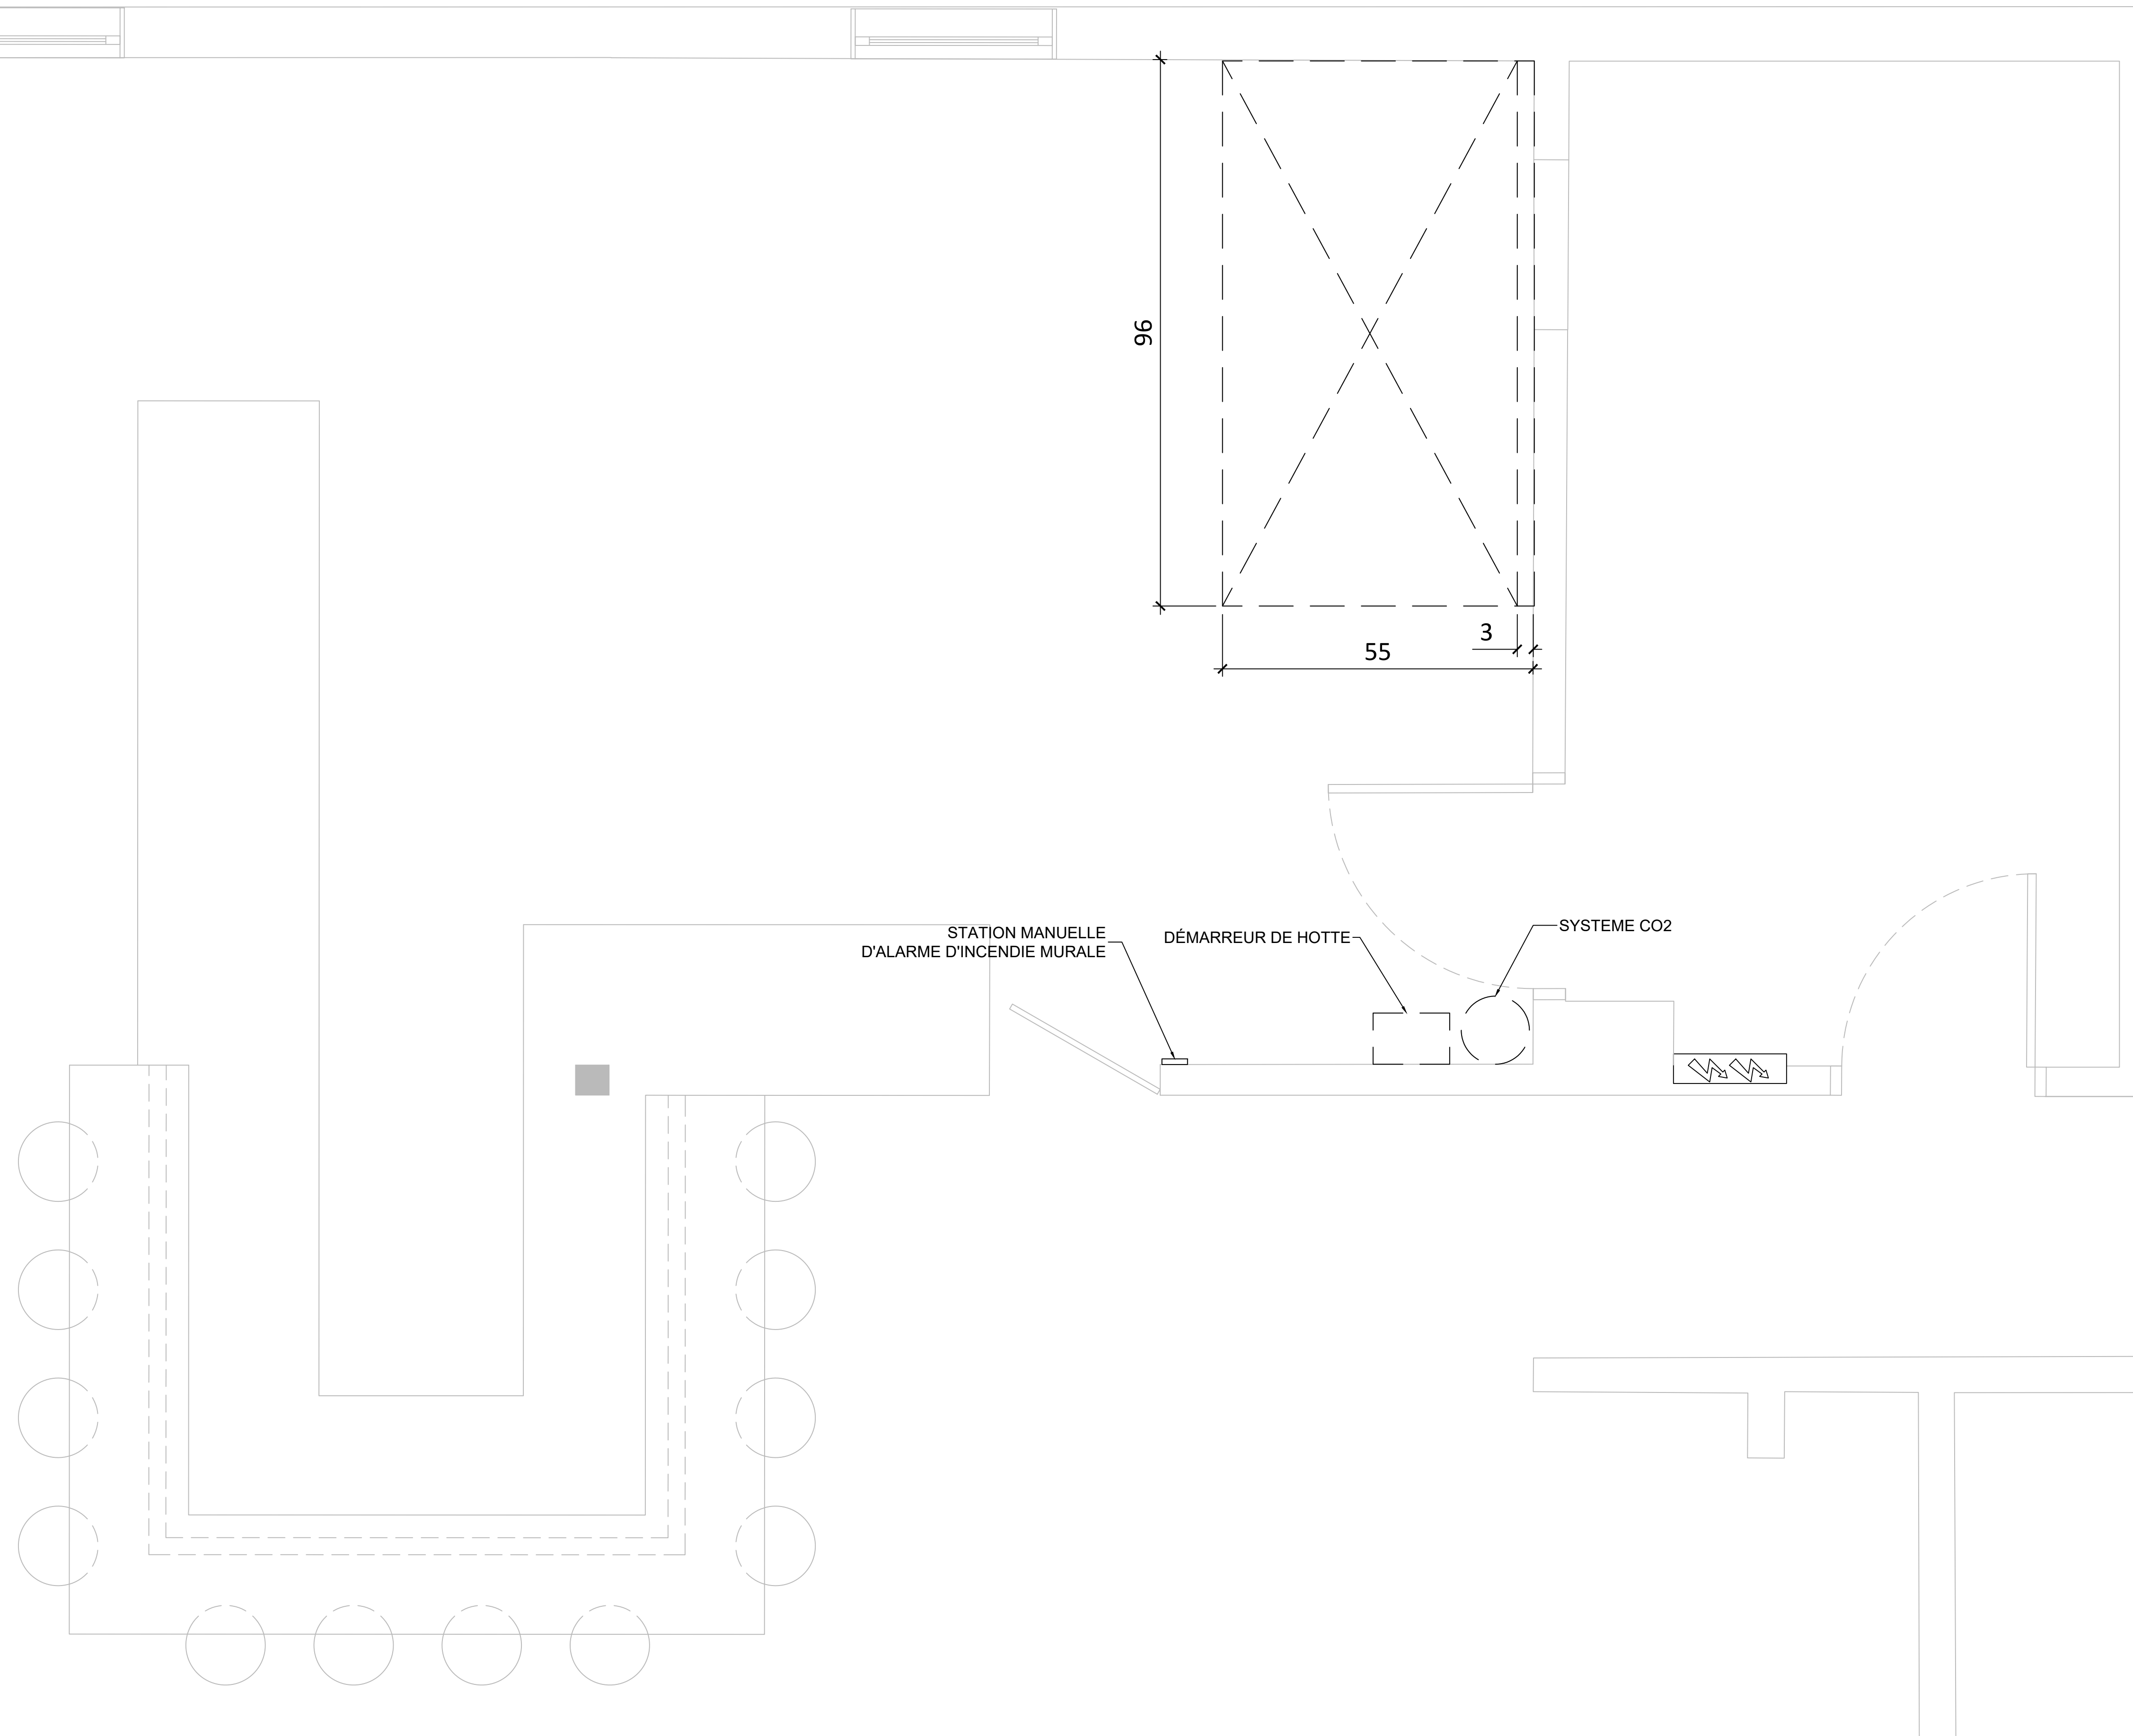 96
3
55
SYSTEME CO2
STATION MANUELLE
D'ALARME D'INCENDIE MURALE
DÉMARREUR DE HOTTE